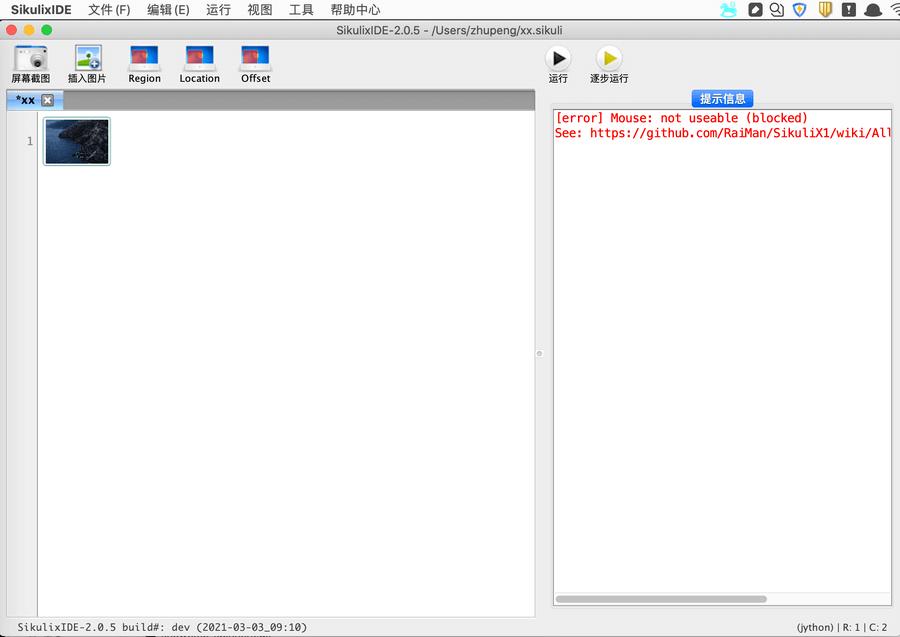 SikulixIDE 文件(F) 编辑(E) 运行 视图 工具 帮助中心
SikulixIDE-2.0.5 - /Users/zhupeng/xx.sikuli
屏幕截图 插入图片 Region Location Offset 运行 逐步运行
*xx
提示信息
1
[error] Mouse: not useable (blocked)
See: https://github.com/RaiMan/SikuliX1/wiki/All
SikulixIDE-2.0.5 build#: dev (2021-03-03_09:10)
(jython) | R: 1 | C: 2